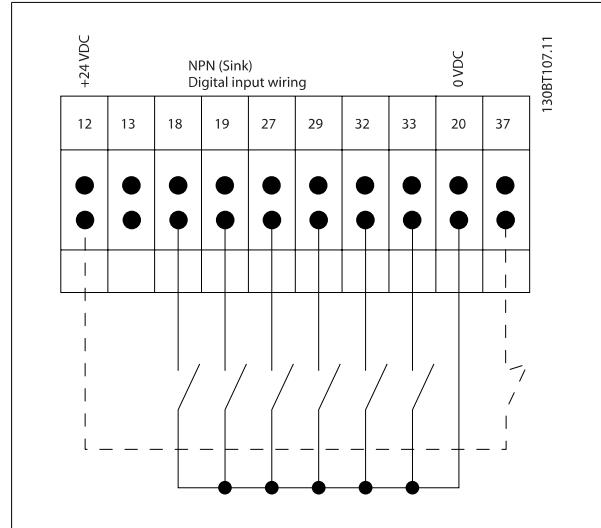 +24 VDC
NPN (Sink)
Digital input wiring
0 VDC
130BT107.11
12 13 18 19 27 29 32 33 20 37